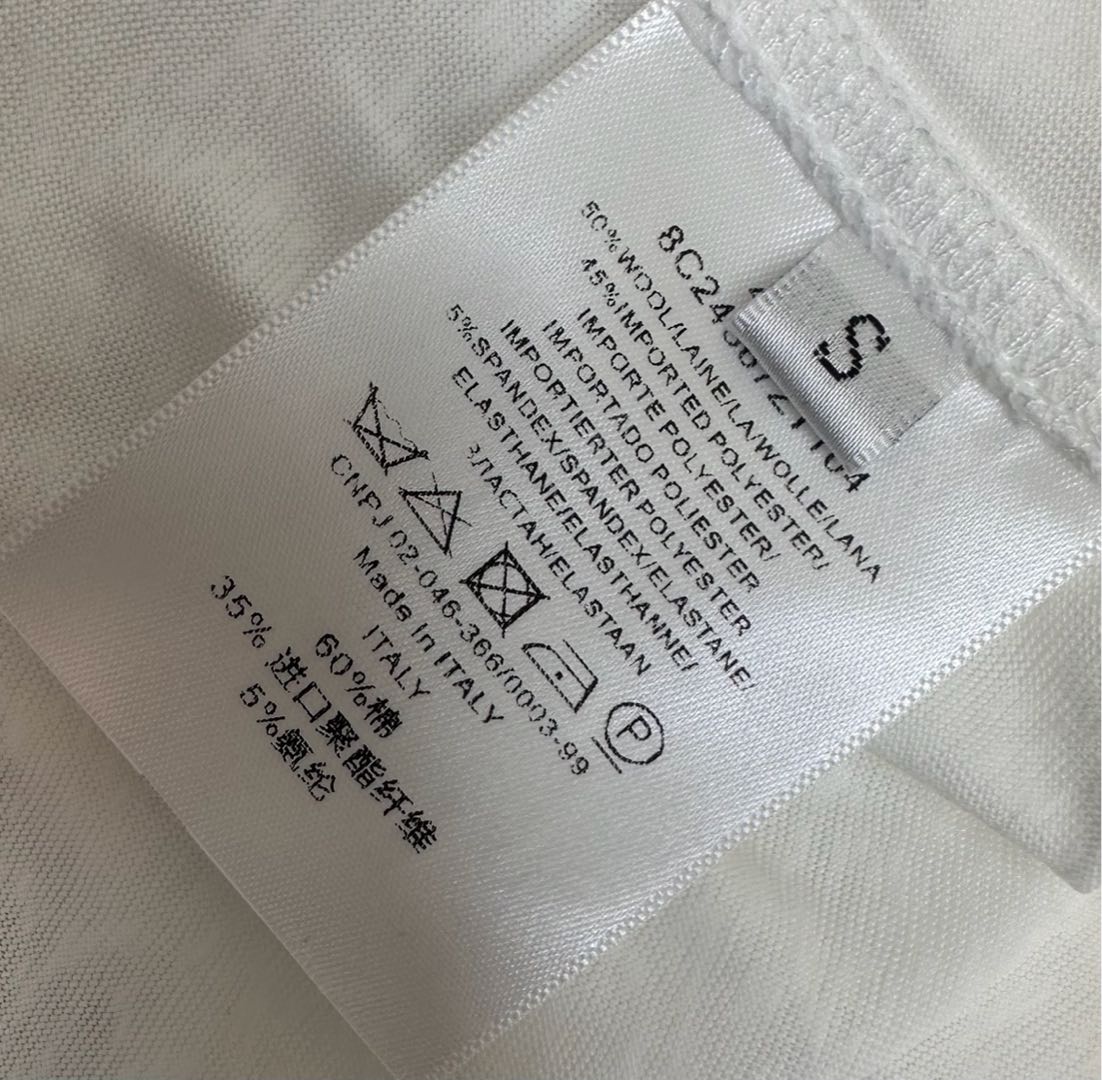 S
50%WOOL/LAINE/LA/WOLLE/LANA
45%IMPORTED POLYESTER/
IMPORTE POLYESTER/
IMPORTADO POLIESTER
IMPORTIERTER POLYESTER
5%SPANDEX/SPANDEX/ELASTANE/
ELASTHANE/ELASTHANNE/
ЭЛАСТАН/ELASTAAN
P
CNPJ 02-046-366/0003-99
Made In ITALY
ITALY
60%棉
35% 进口聚酯纤维
5%氨纶